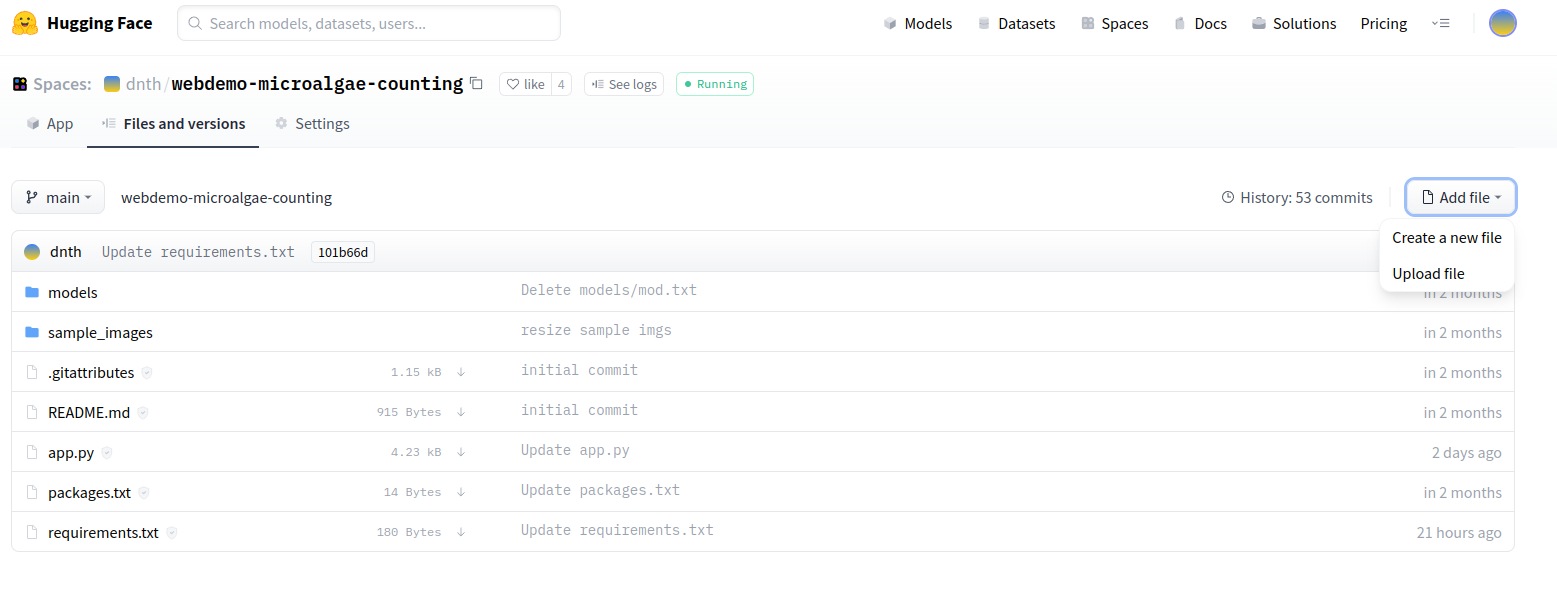 Hugging Face Search models, datasets, users... Models Datasets Spaces Docs Solutions Pricing
Spaces: dnth/webdemo-microalgae-counting like 4 See logs Running
App Files and versions Settings
main webdemo-microalgae-counting History: 53 commits Add file
Create a new file
Upload file
dnth Update requirements.txt 101b66d
models Delete models/mod.txt in 2 months
sample_images resize sample imgs in 2 months
.gitattributes 1.15 kB initial commit in 2 months
README.md 915 Bytes initial commit in 2 months
app.py 4.23 kB Update app.py 2 days ago
packages.txt 14 Bytes Update packages.txt in 2 months
requirements.txt 180 Bytes Update requirements.txt 21 hours ago